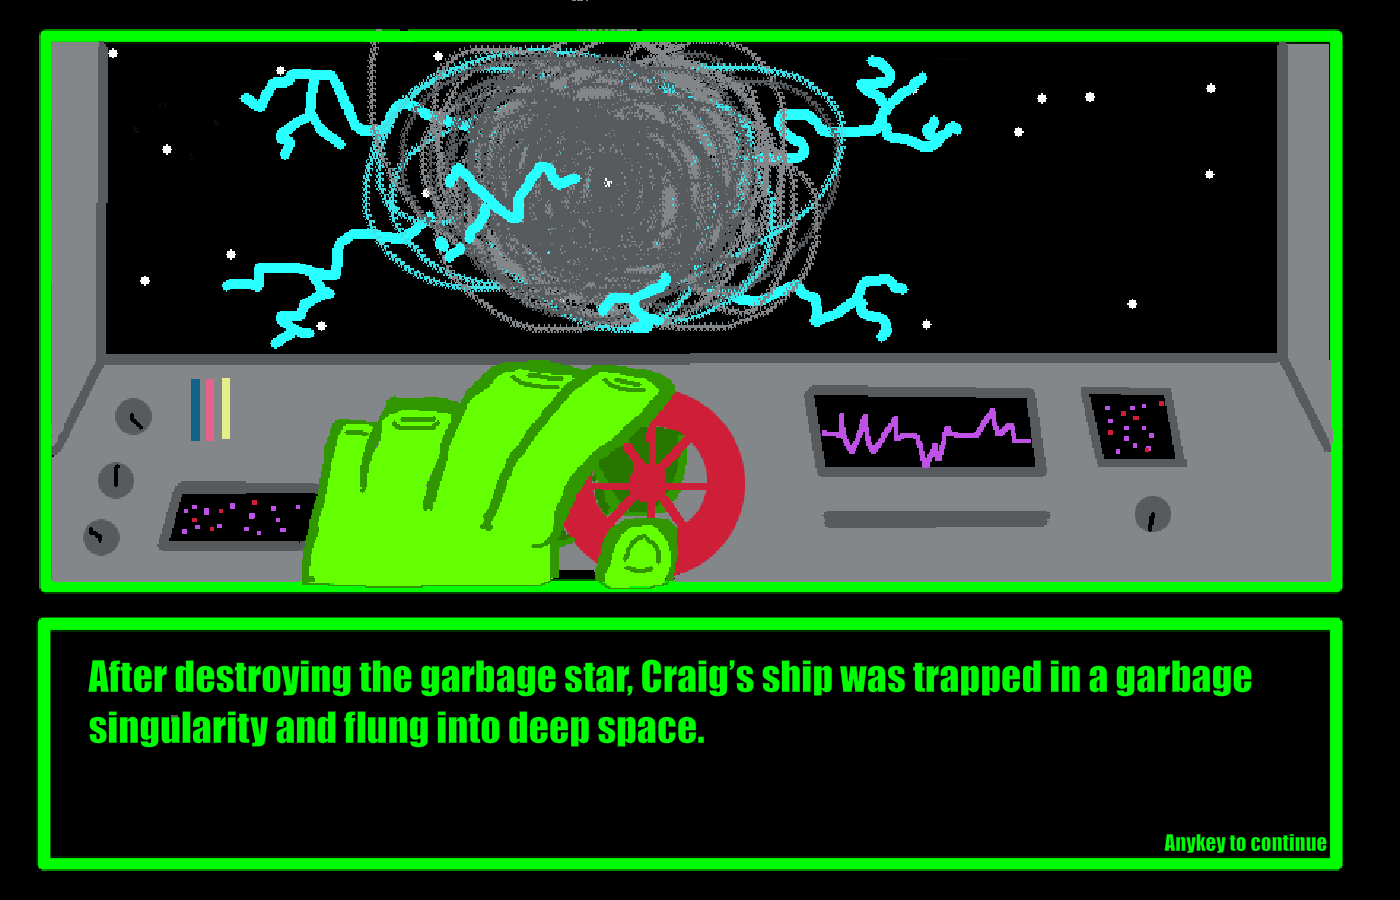 After destroying the garbage star, Craig’s ship was trapped in a garbage
singularity and flung into deep space.
Anykey to continue